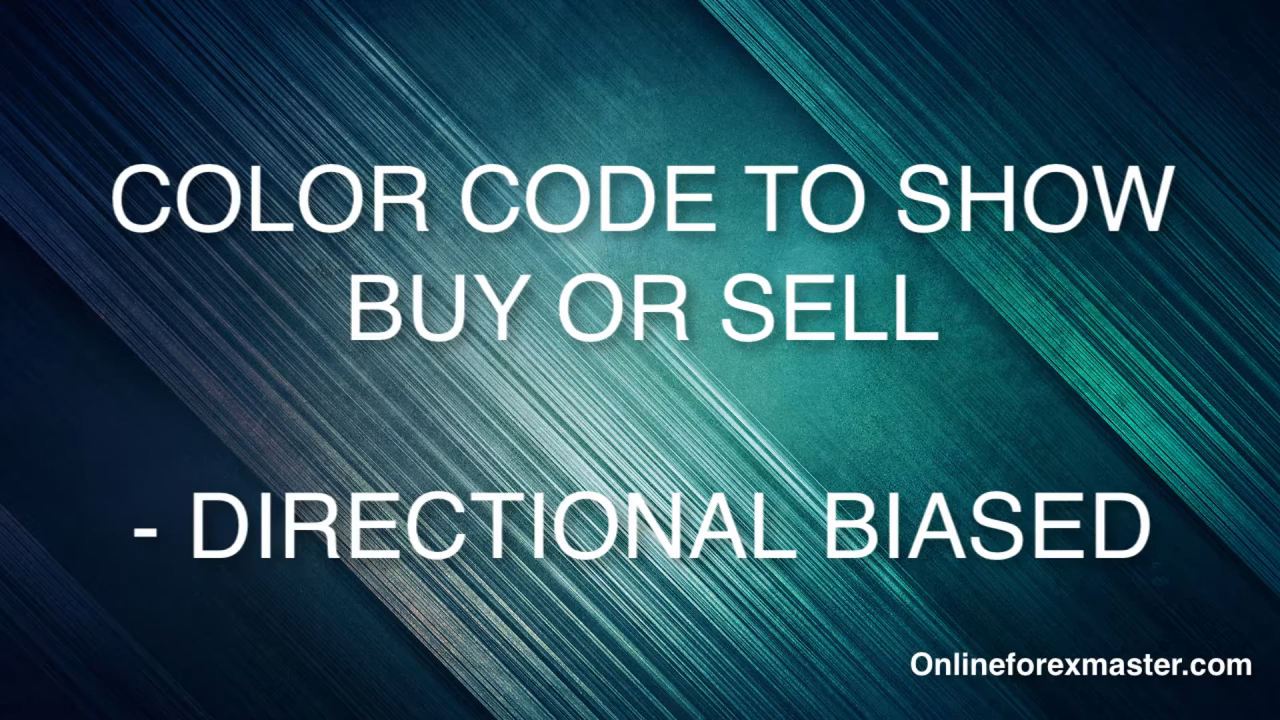 COLOR CODE TO SHOW
BUY OR SELL
- DIRECTIONAL BIASED
Onlineforexmaster.com